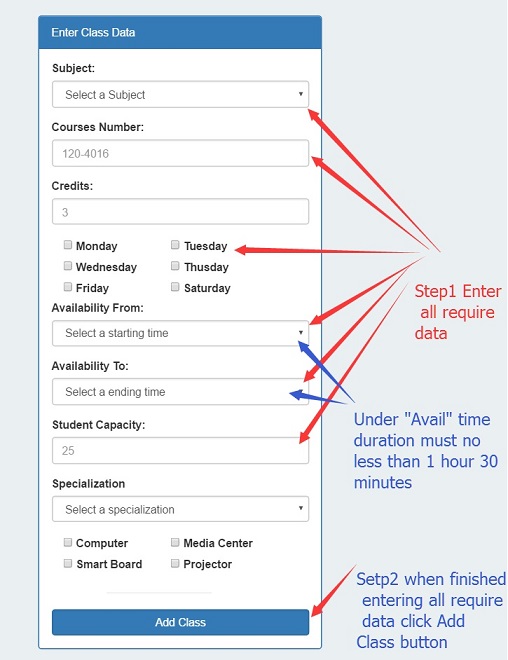 Enter Class Data
Subject:
Select a Subject
Courses Number:
120-4016
Credits:
3
Monday Tuesday
Wednesday Thusday
Friday Saturday
Availability From:
Select a starting time
Availability To:
Select a ending time
Student Capacity:
25
Specialization
Select a specialization
Computer Media Center
Smart Board Projector
Add Class
Step1 Enter
all require
data
Under "Avail" time
duration must no
less than 1 hour 30
minutes
Setp2 when finished
entering all require
data click Add
Class button